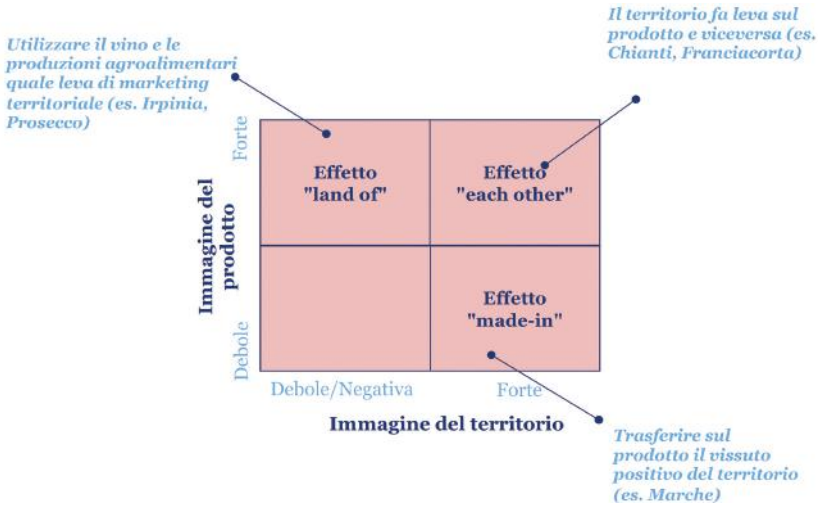 Il territorio fa leva sul
prodotto e viceversa (es.
Chianti, Franciacorta)
Utilizzare il vino e le
produzioni agroalimentari
quale leva di marketing
territoriale (es. Irpinia,
Prosecco)
Forte
Effetto
"land of"
Effetto
"each other"
Immagine del
prodotto
Effetto
"made-in"
Debole
Debole/Negativa
Forte
Immagine del territorio
Trasferire sul
prodotto il vissuto
positivo del territorio
(es. Marche)